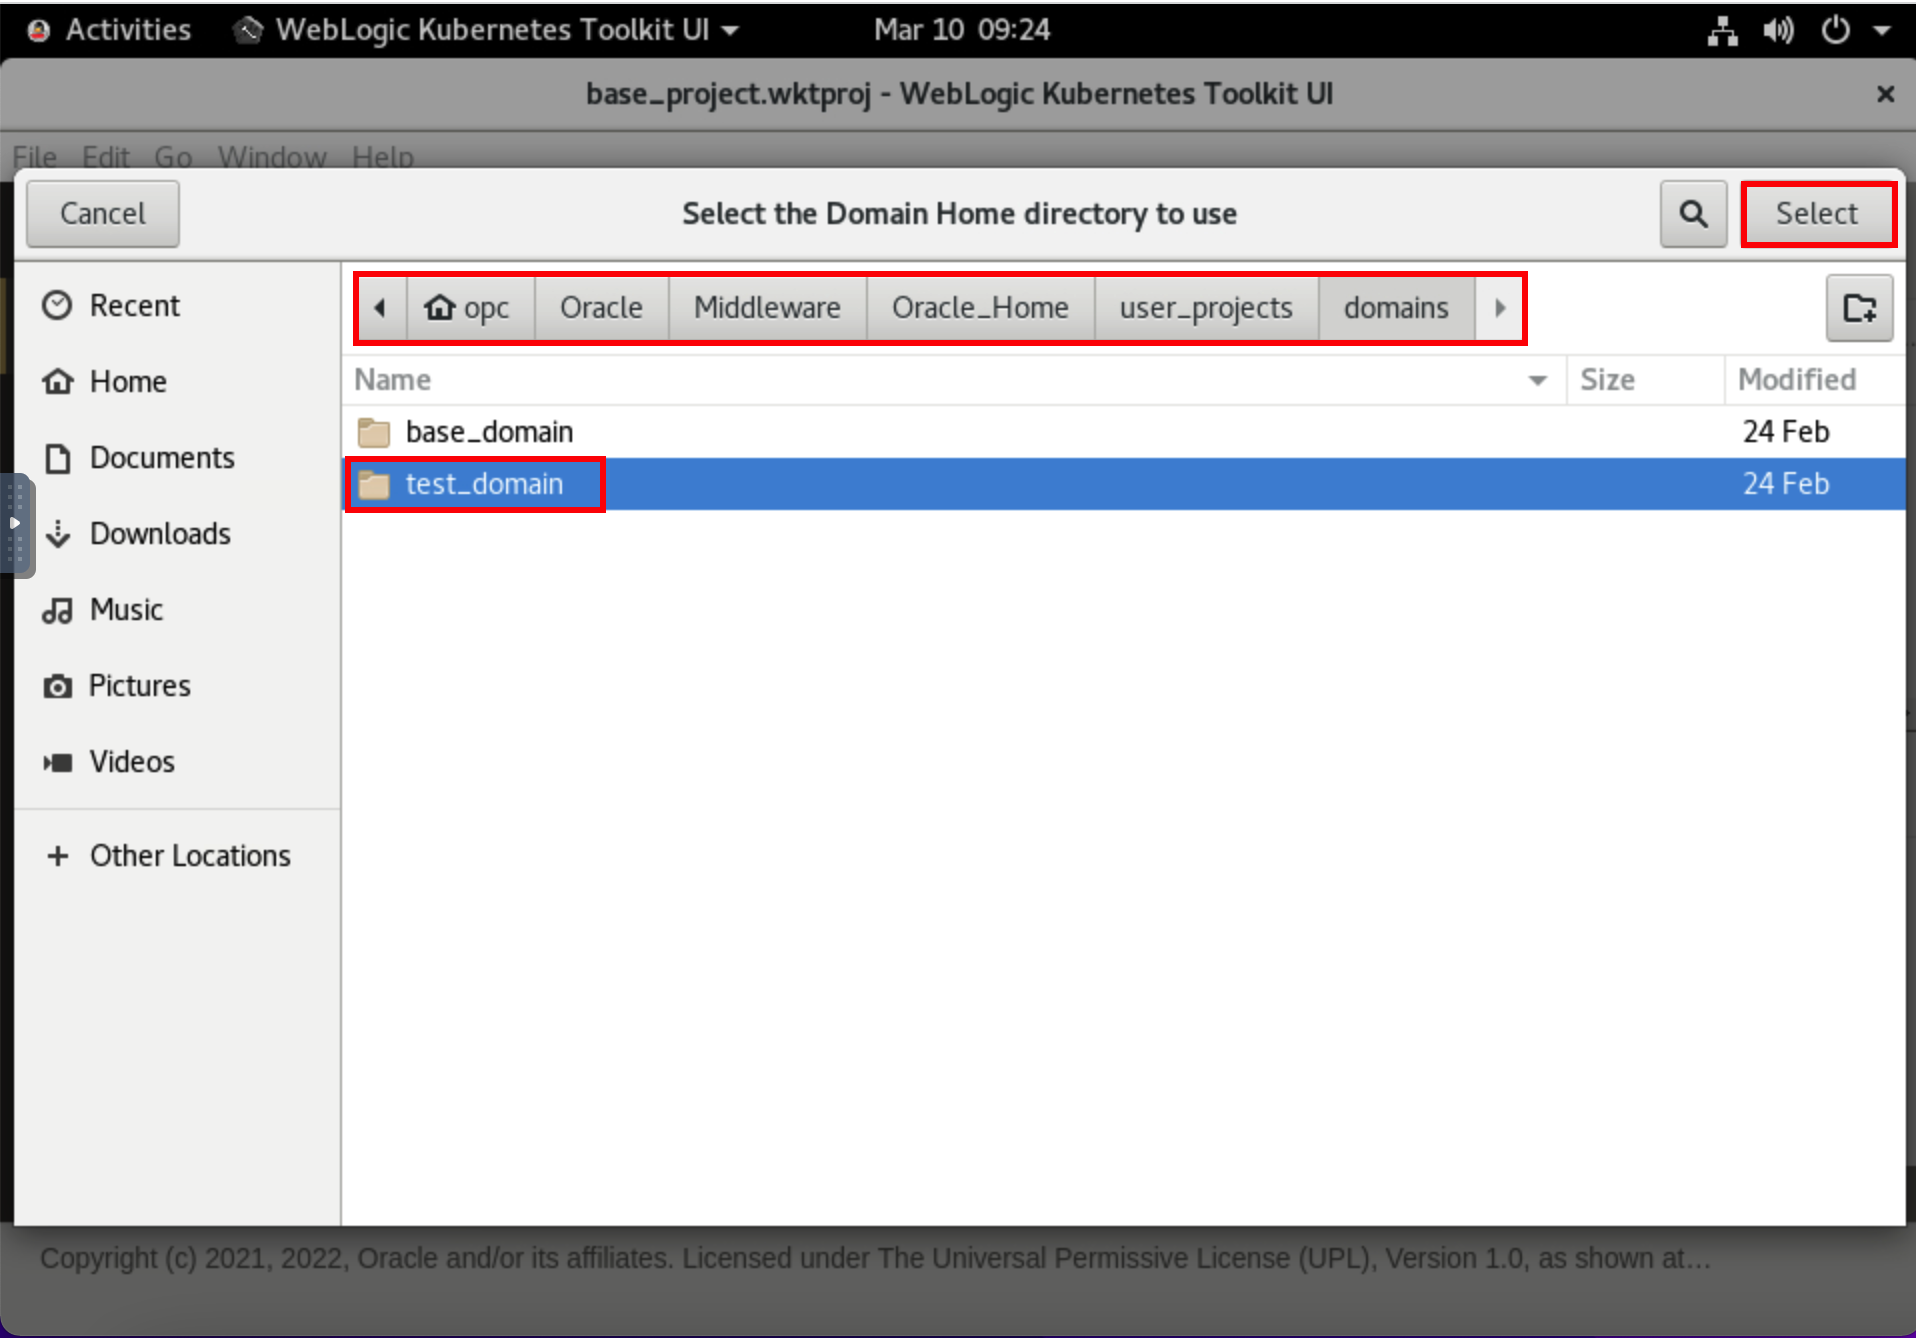 Activities WebLogic Kubernetes Toolkit UI Mar 10 09:24
base_project.wktproj - WebLogic Kubernetes Toolkit UI
File Edit Go Window Help
Cancel Select the Domain Home directory to use Select
Recent
Home
Documents
Downloads
Music
Pictures
Videos
Other Locations
opc Oracle Middleware Oracle_Home user_projects domains
Name Size Modified
base_domain 24 Feb
test_domain 24 Feb
Copyright (c) 2021, 2022, Oracle and/or its affiliates. Licensed under The Universal Permissive License (UPL), Version 1.0, as shown at…